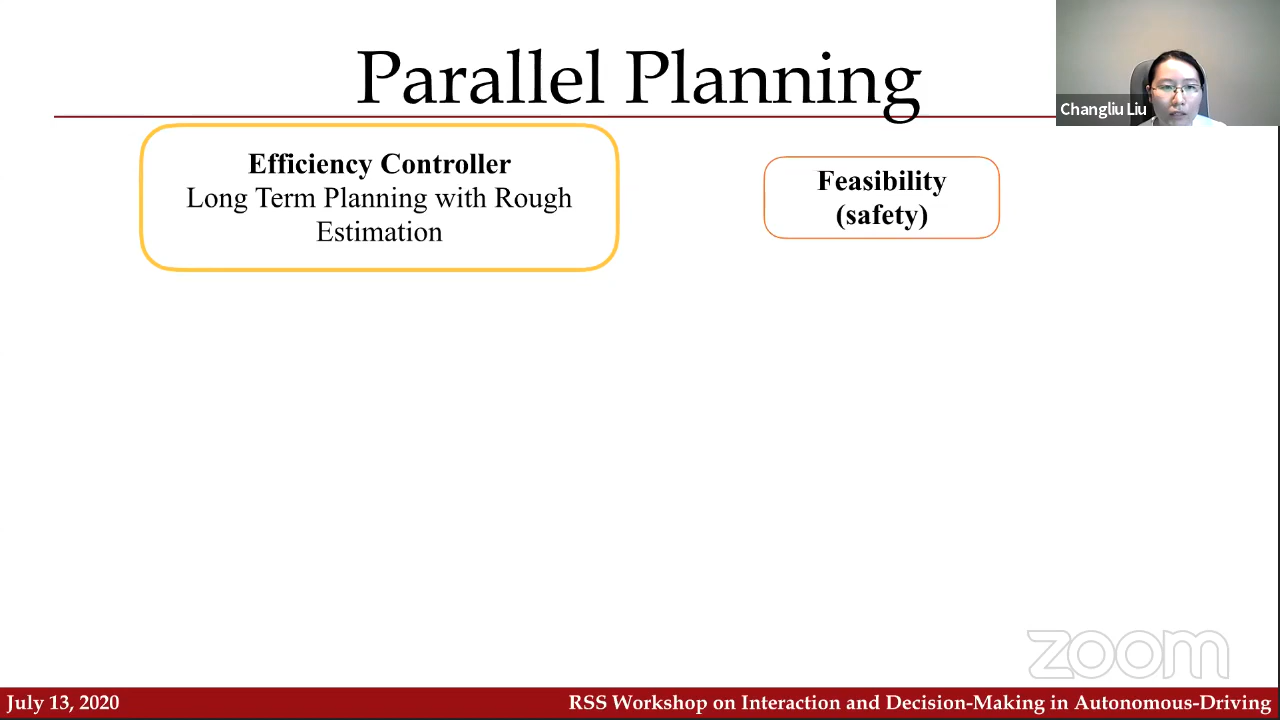 Parallel Planning
Changliu Liu
Efficiency Controller
Long Term Planning with Rough
Estimation
Feasibility
(safety)
zoom
July 13, 2020
RSS Workshop on Interaction and Decision-Making in Autonomous-Driving